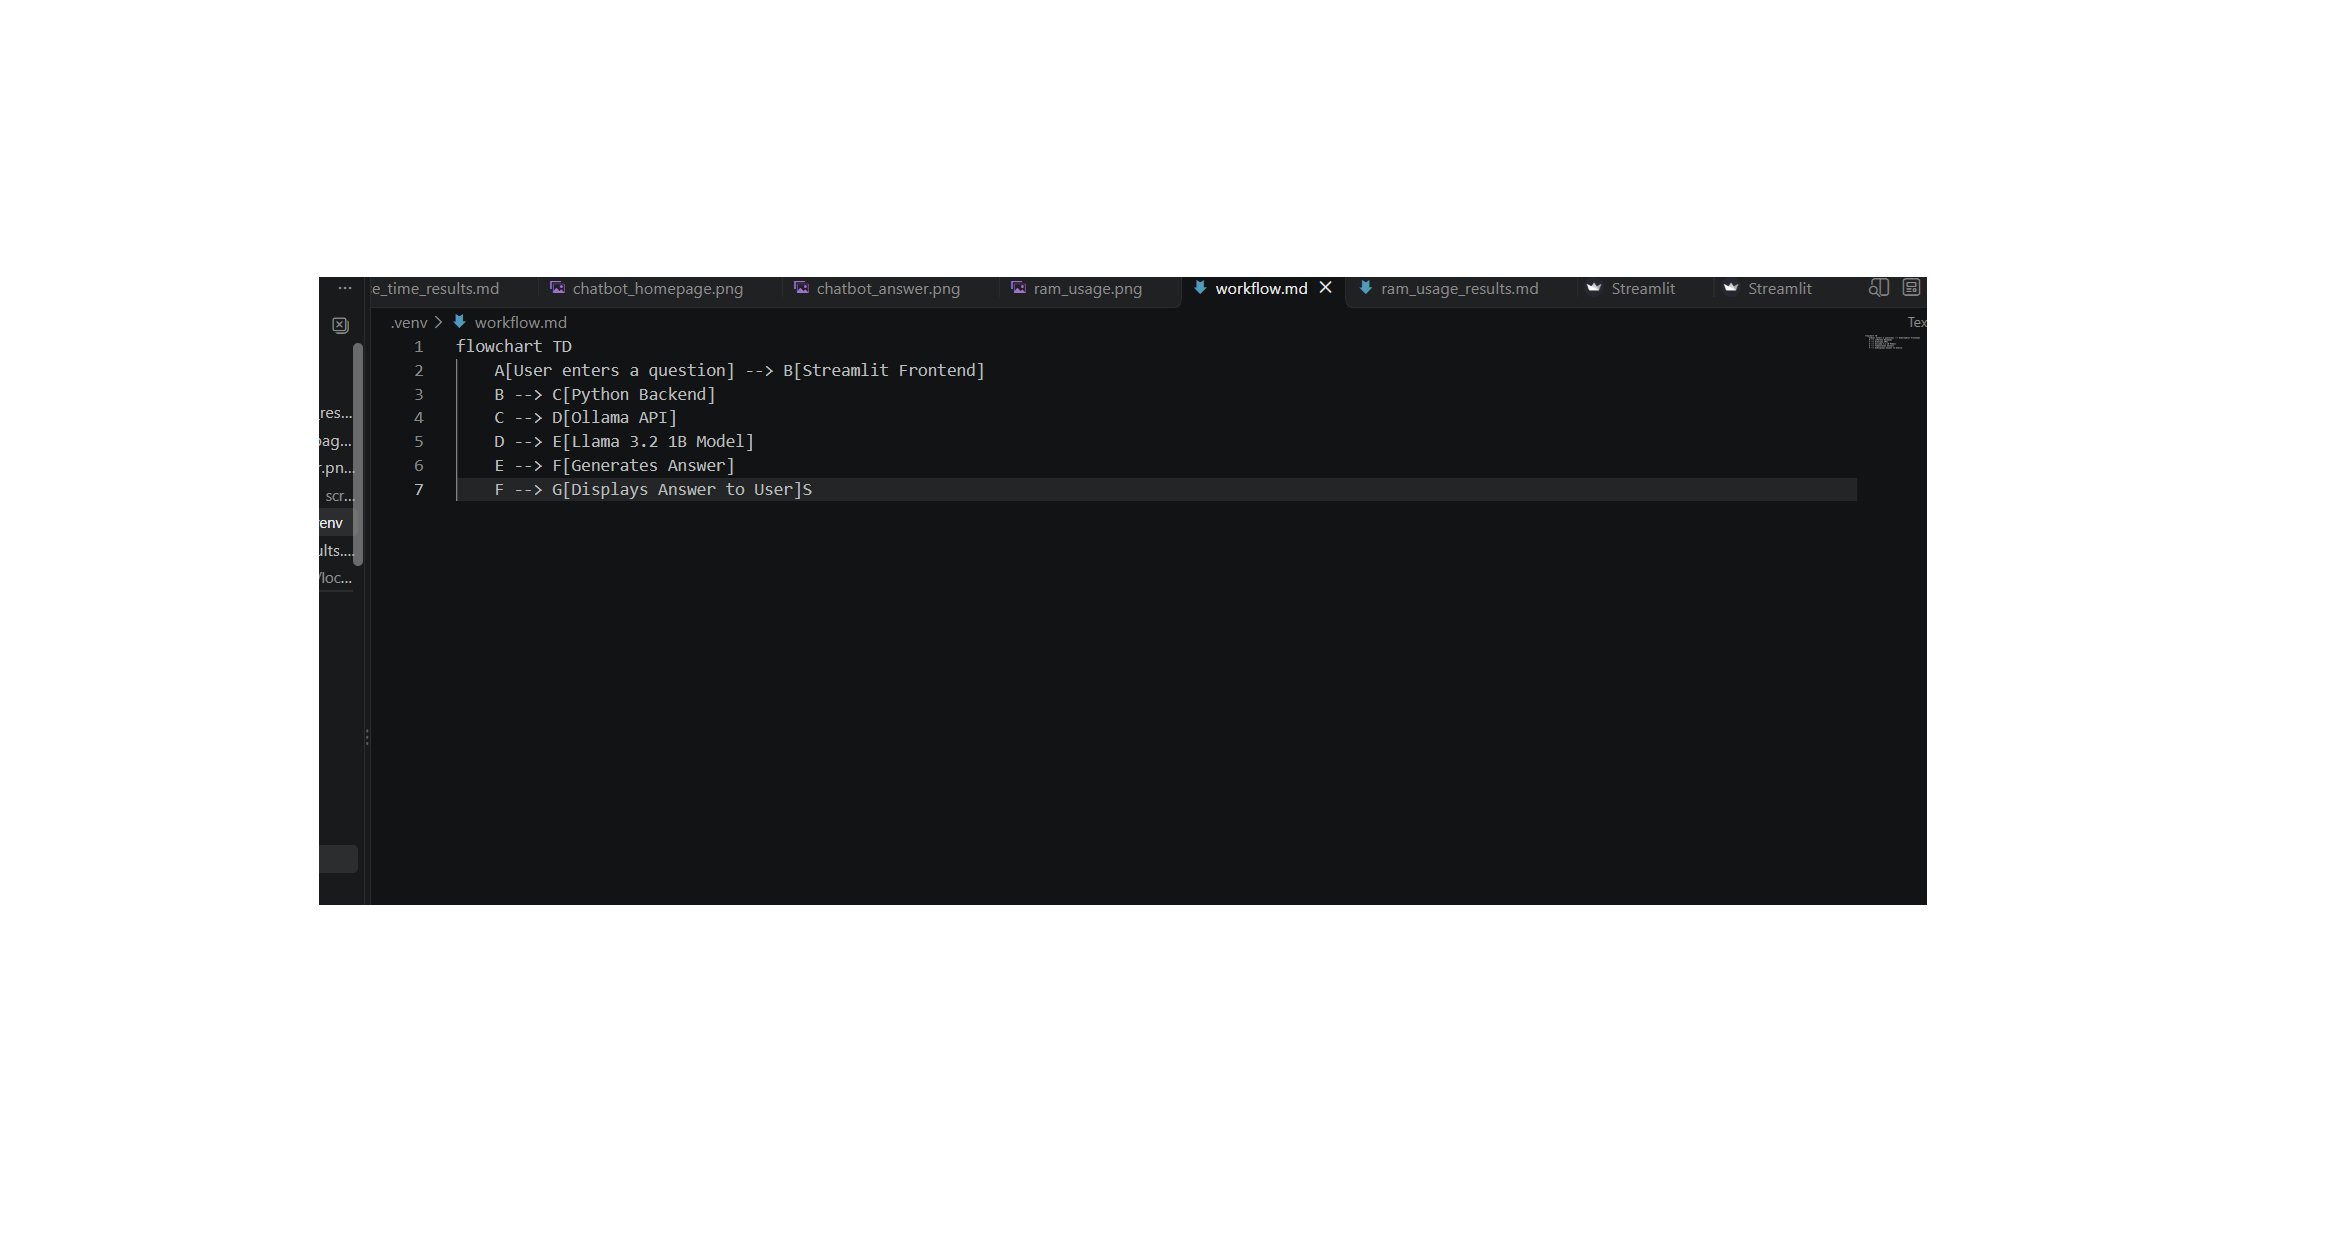 ... e_time_results.md chatbot_homepage.png chatbot_answer.png ram_usage.png workflow.md ram_usage_results.md Streamlit Streamlit
.venv > workflow.md Tex
1 flowchart TD
2 A[User enters a question] --> B[Streamlit Frontend]
3 B --> C[Python Backend]
4 C --> D[Ollama API]
5 D --> E[Llama 3.2 1B Model]
6 E --> F[Generates Answer]
7 F --> G[Displays Answer to User]S
res...
pag...
r.pn...
scr...
venv
ults....
/loc...